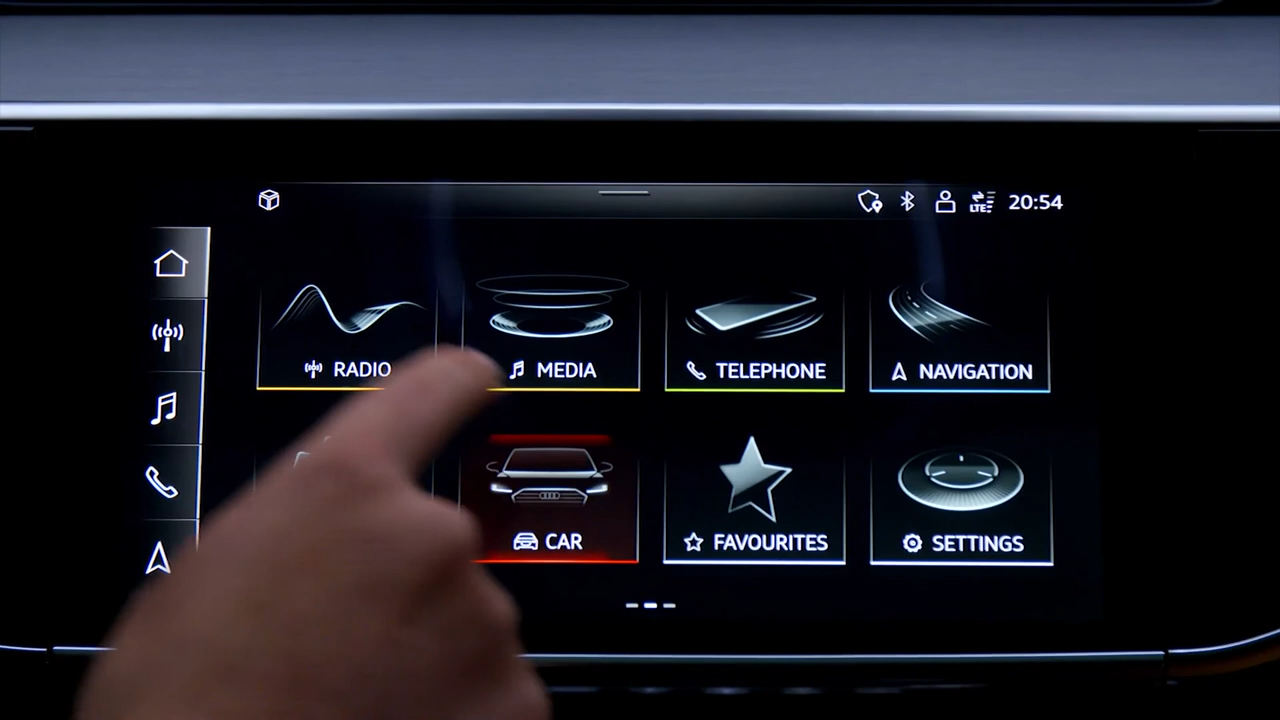 LTE 20:54
RADIO MEDIA TELEPHONE NAVIGATION
CAR FAVOURITES SETTINGS